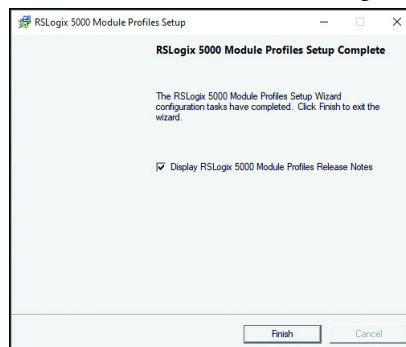 RSLogix 5000 Module Profiles Setup
RSLogix 5000 Module Profiles Setup Complete
The RSLogix 5000 Module Profiles Setup Wizard
configuration tasks have completed. Click Finish to exit the
wizard.
Display RSLogix 5000 Module Profiles Release Notes
Finish
Cancel